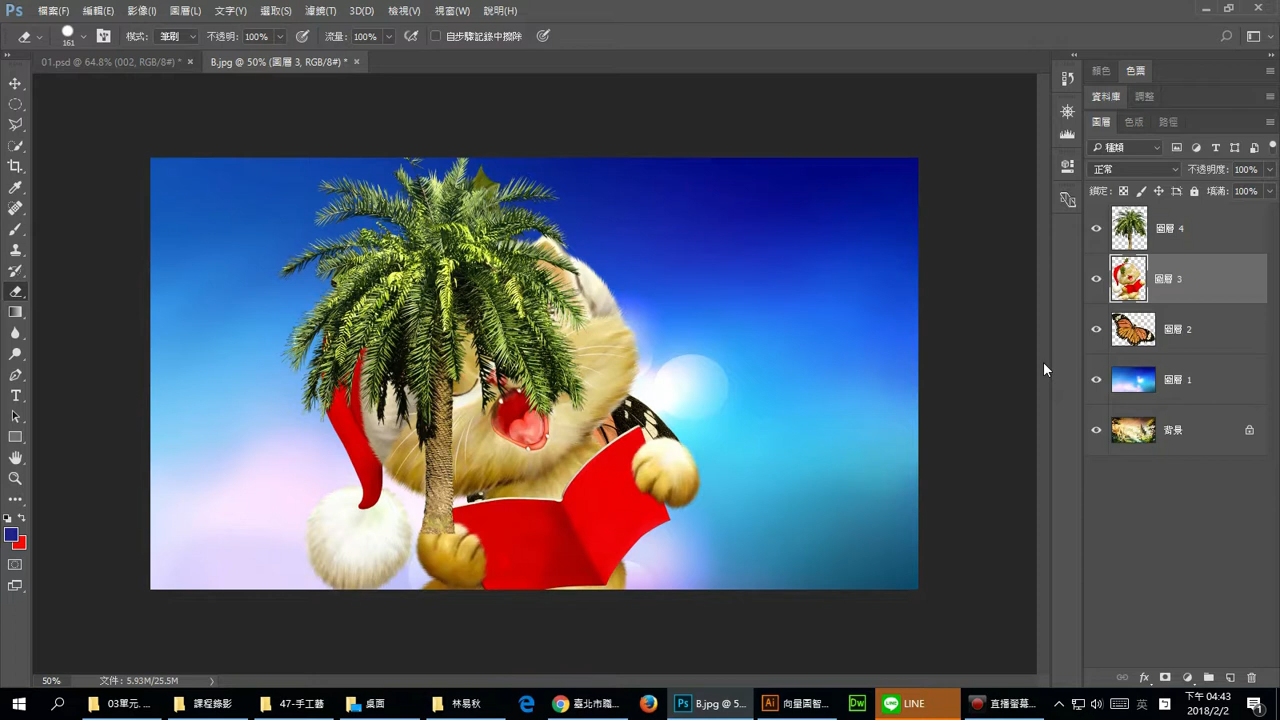 Ps 檔案(F) 編輯(E) 影像(I) 圖層(L) 文字(Y) 選取(S) 濾鏡(T) 3D(D) 檢視(V) 視窗(W) 說明(H)
161 模式: 筆刷 不透明: 100% 流量: 100% 自步驟記錄中擦除
01.psd @ 64.8% (002, RGB/8#) * × B.jpg @ 50% (圖層 3, RGB/8#) * ×
顏色 色票
資料庫 調整
圖層 色版 路徑
種類
正常 不透明度: 100%
鎖定: 填滿: 100%
圖層 4
圖層 3
圖層 2
圖層 1
背景
50% 文件: 5.93M/25.5M
03單元. ... 課程錄影 47-手工藝 桌面 林易秋 臺北市職... B.jpg @ 5... 向量圖智... Dw LINE 直播螢幕... 英 下午 04:43
2018/2/2